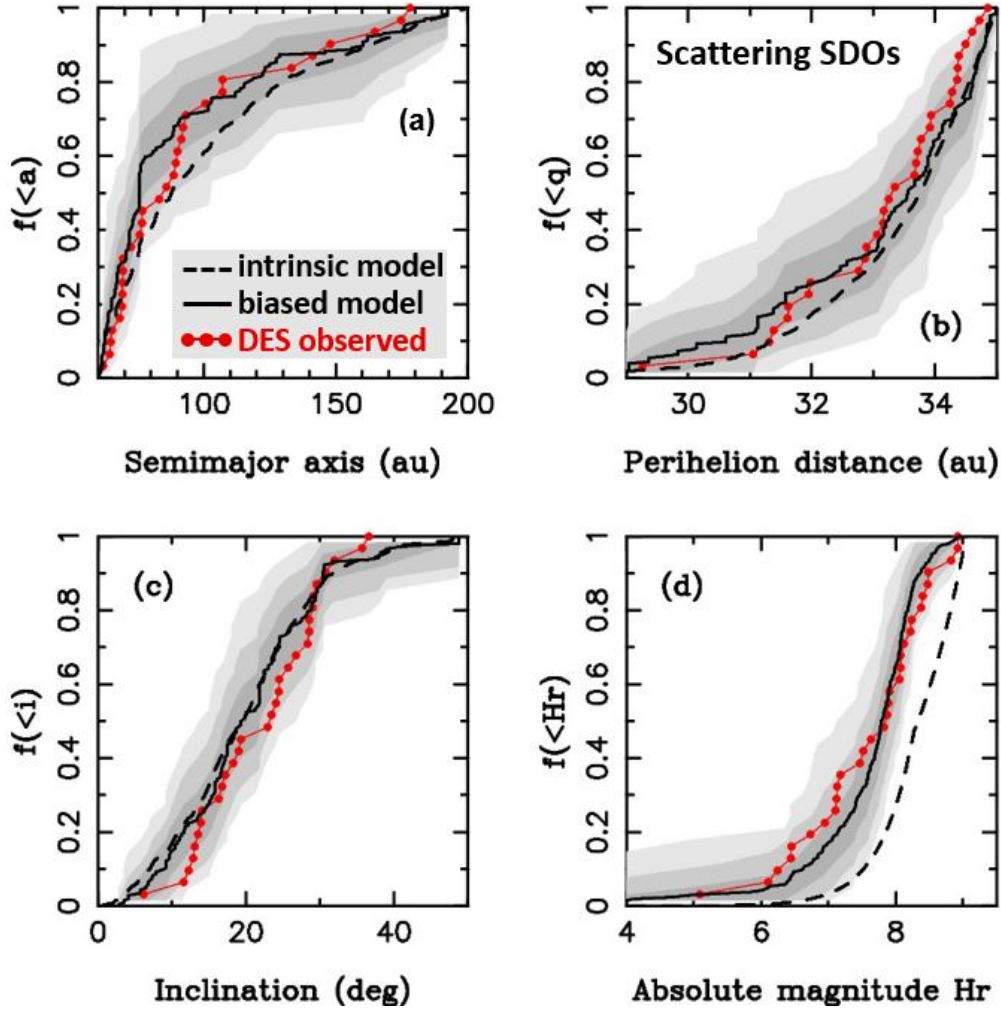 f(<a)
0 0.2 0.4 0.6 0.8 1
(a)
intrinsic model
biased model
DES observed
100 150 200
Semimajor axis (au)
f(<q)
0 0.2 0.4 0.6 0.8 1
Scattering SDOs
(b)
30 32 34
Perihelion distance (au)
f(<i)
0 0.2 0.4 0.6 0.8 1
(c)
0 20 40
Inclination (deg)
f(<Hr)
0 0.2 0.4 0.6 0.8 1
(d)
4 6 8
Absolute magnitude Hr